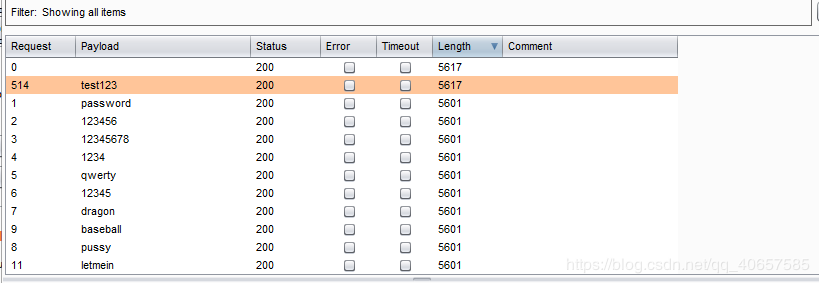 Filter: Showing all items
Request Payload Status Error Timeout Length Comment
0 200 5617
514 test123 200 5617
1 password 200 5601
2 123456 200 5601
3 12345678 200 5601
4 1234 200 5601
5 qwerty 200 5601
6 12345 200 5601
7 dragon 200 5601
9 baseball 200 5601
8 pussy 200 5601
11 letmein 200 5601
https://blog.csdn.net/qq_40657585